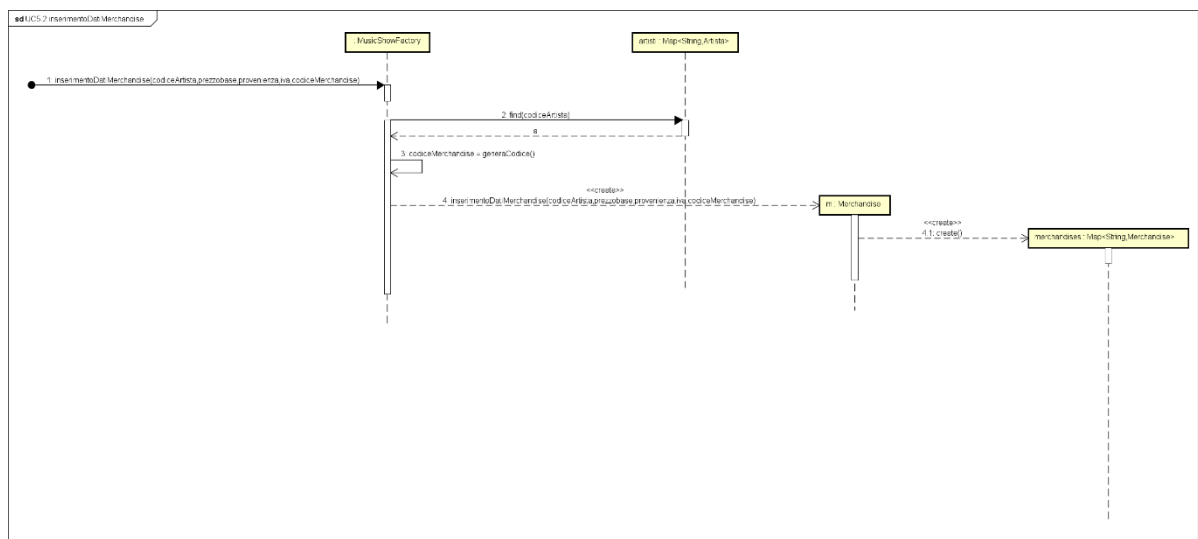 sd UC5.2 inserimentoDatiMerchandise
: MusicShowFactory
artisti : Map<String,Artista>
1: inserimentoDatiMerchandise(codiceArtista,prezzobase,provenienza,iva,codiceMerchandise)
2: find(codiceArtista)
a
3: codiceMerchandise = generaCodice()
<<create>>
4: inserimentoDatiMerchandise(codiceArtista,prezzobase,provenienza,iva,codiceMerchandise)
m : Merchandise
<<create>>
4.1: create()
merchandises : Map<String,Merchandise>